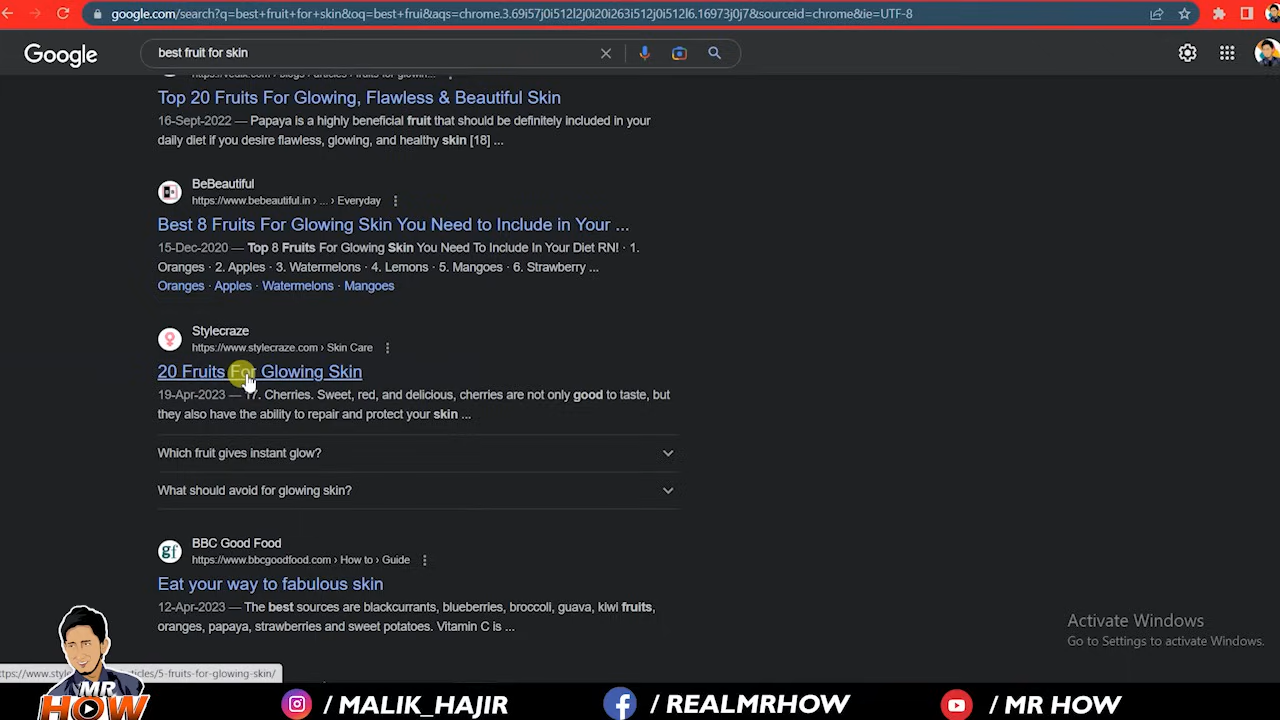 google.com/search?q=best+fruit+for+skin&oq=best+frui&aqs=chrome.3.69i57j0i512l2j0i20i263i512j0i512l6.16973j0j7&sourceid=chrome&ie=UTF-8
Google
best fruit for skin
Top 20 Fruits For Glowing, Flawless & Beautiful Skin
16-Sept-2022 — Papaya is a highly beneficial fruit that should be definitely included in your
daily diet if you desire flawless, glowing, and healthy skin [18] ...
BeBeautiful
https://www.bebeautiful.in › ... › Everyday
Best 8 Fruits For Glowing Skin You Need to Include in Your ...
15-Dec-2020 — Top 8 Fruits For Glowing Skin You Need To Include In Your Diet RN! · 1.
Oranges · 2. Apples · 3. Watermelons · 4. Lemons · 5. Mangoes · 6. Strawberry ...
Oranges · Apples · Watermelons · Mangoes
Stylecraze
https://www.stylecraze.com › Skin Care
20 Fruits For Glowing Skin
19-Apr-2023 — 17. Cherries. Sweet, red, and delicious, cherries are not only good to taste, but
they also have the ability to repair and protect your skin ...
Which fruit gives instant glow?
What should avoid for glowing skin?
gf
BBC Good Food
https://www.bbcgoodfood.com › How to › Guide
Eat your way to fabulous skin
12-Apr-2023 — The best sources are blackcurrants, blueberries, broccoli, guava, kiwi fruits,
oranges, papaya, strawberries and sweet potatoes. Vitamin C is ...
Activate Windows
Go to Settings to activate Windows.
ttps://www.style articles/5-fruits-for-glowing-skin/
MR
HOW
/MALIK_HAJIR
/REALMRHOW
/MR HOW